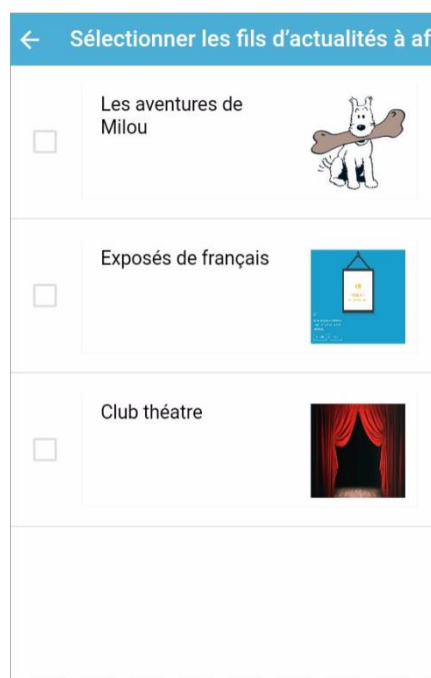 Sélectionner les fils d'actualités à af
Les aventures de
Milou
Exposés de français
Club théatre